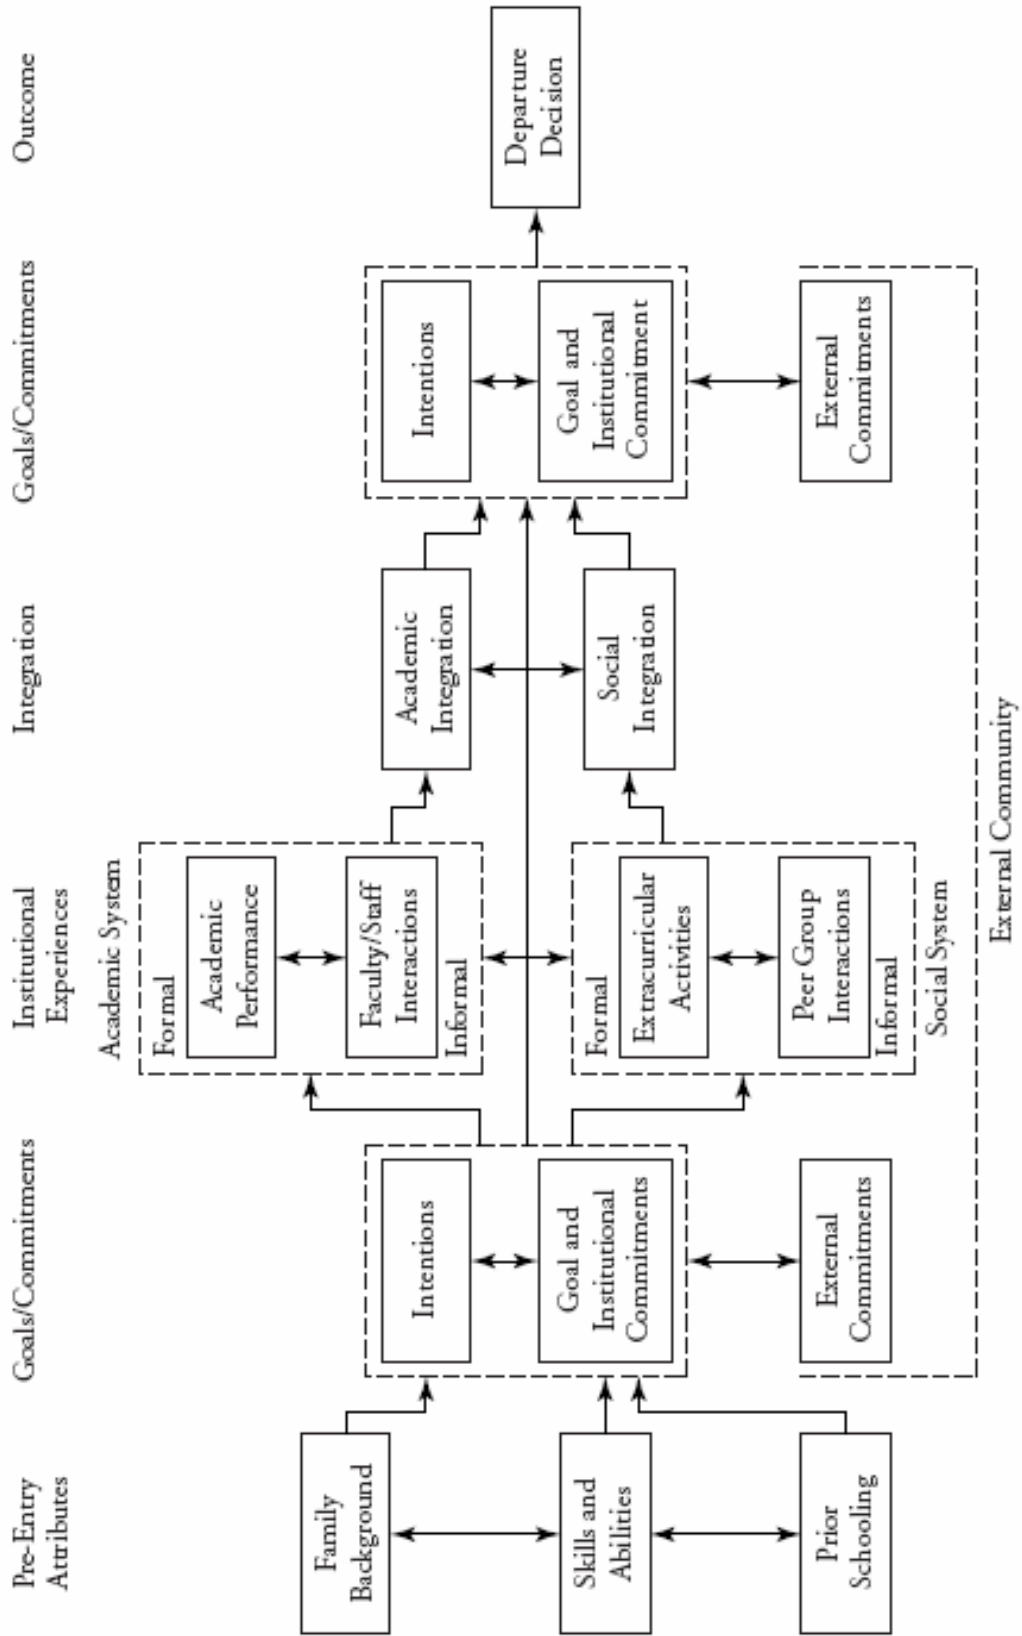 Pre-Entry
Attributes
Goals/Commitments
Institutional
Experiences
Integration
Goals/Commitments
Outcome
Academic System
Formal
Academic
Performance
Faculty/Staff
Interactions
Informal
Family
Background
Skills and
Abilities
Prior
Schooling
Intentions
Goal and
Institutional
Commitments
External
Commitments
Formal
Extracurricular
Activities
Peer Group
Interactions
Informal
Social System
Academic
Integration
Social
Integration
Intentions
Goal and
Institutional
Commitment
External
Commitments
Departure
Decision
External Community